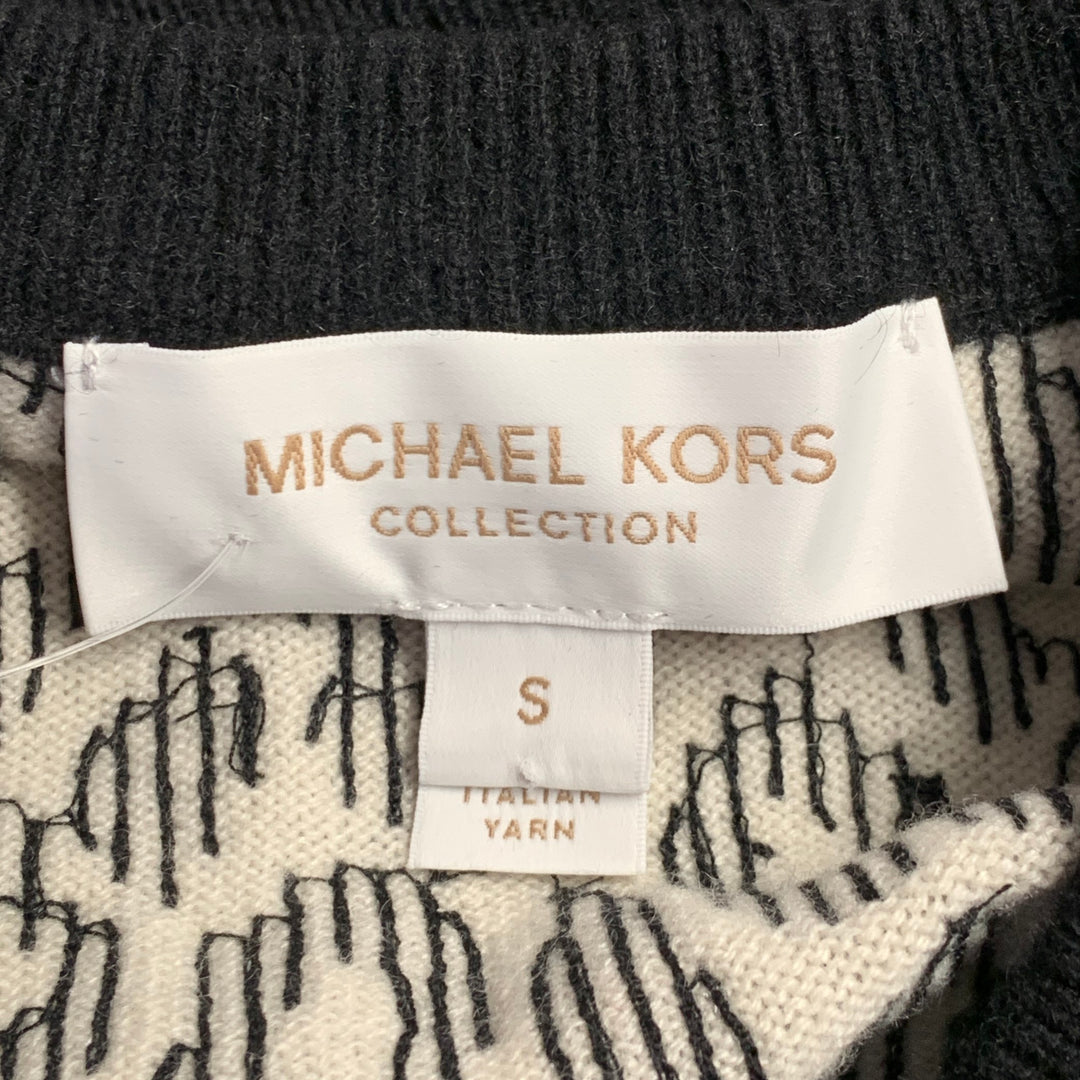 MICHAEL KORS
COLLECTION
S
ITALIAN
YARN